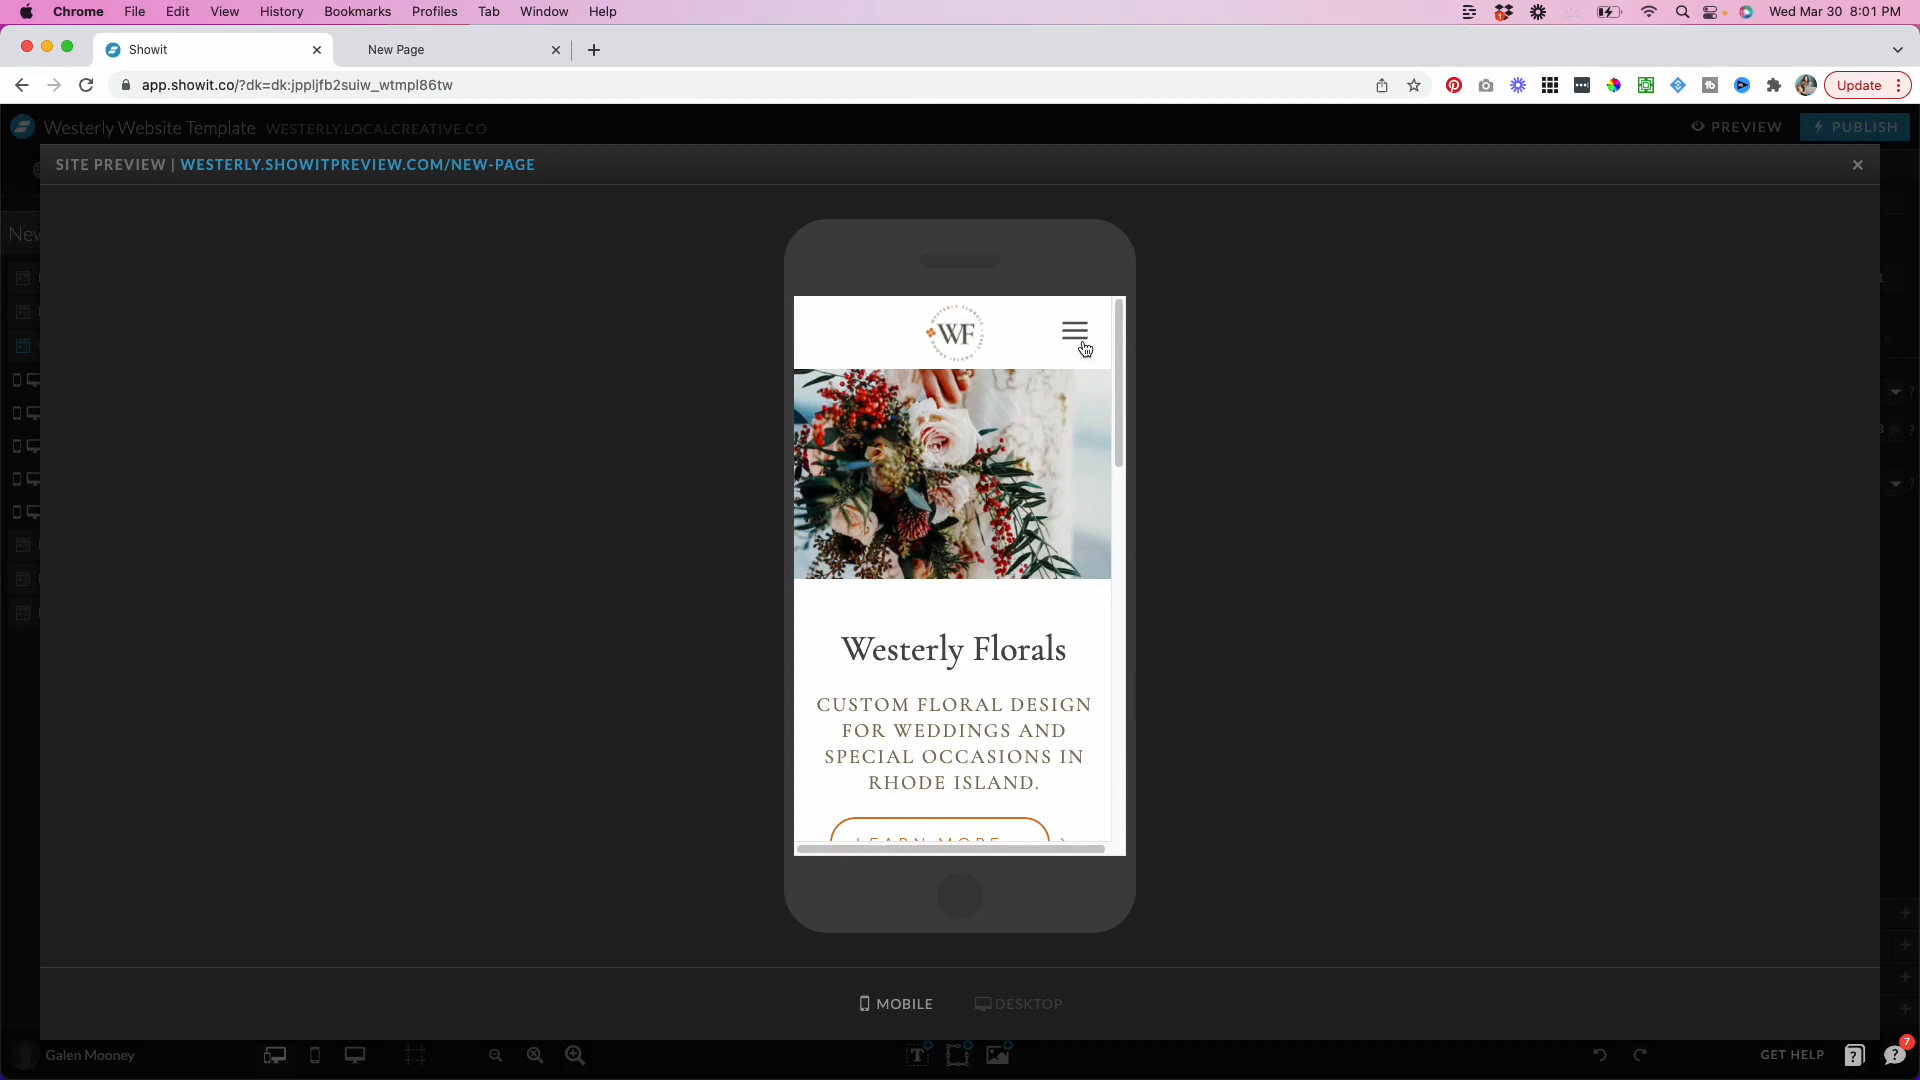 Chrome File Edit View History Bookmarks Profiles Tab Window Help
Wed Mar 30 8:01 PM
Showit
New Page
app.showit.co/?dk=dk:jppljfb2suiw_wtmpl86tw
Update
Westerly Website Template WESTERLY.LOCALCREATIVE.CO
PREVIEW
PUBLISH
SITE PREVIEW | WESTERLY.SHOWITPREVIEW.COM/NEW-PAGE
WF
Westerly Florals
CUSTOM FLORAL DESIGN
FOR WEDDINGS AND
SPECIAL OCCASIONS IN
RHODE ISLAND.
LEARN MORE
MOBILE
DESKTOP
Galen Mooney
GET HELP
7